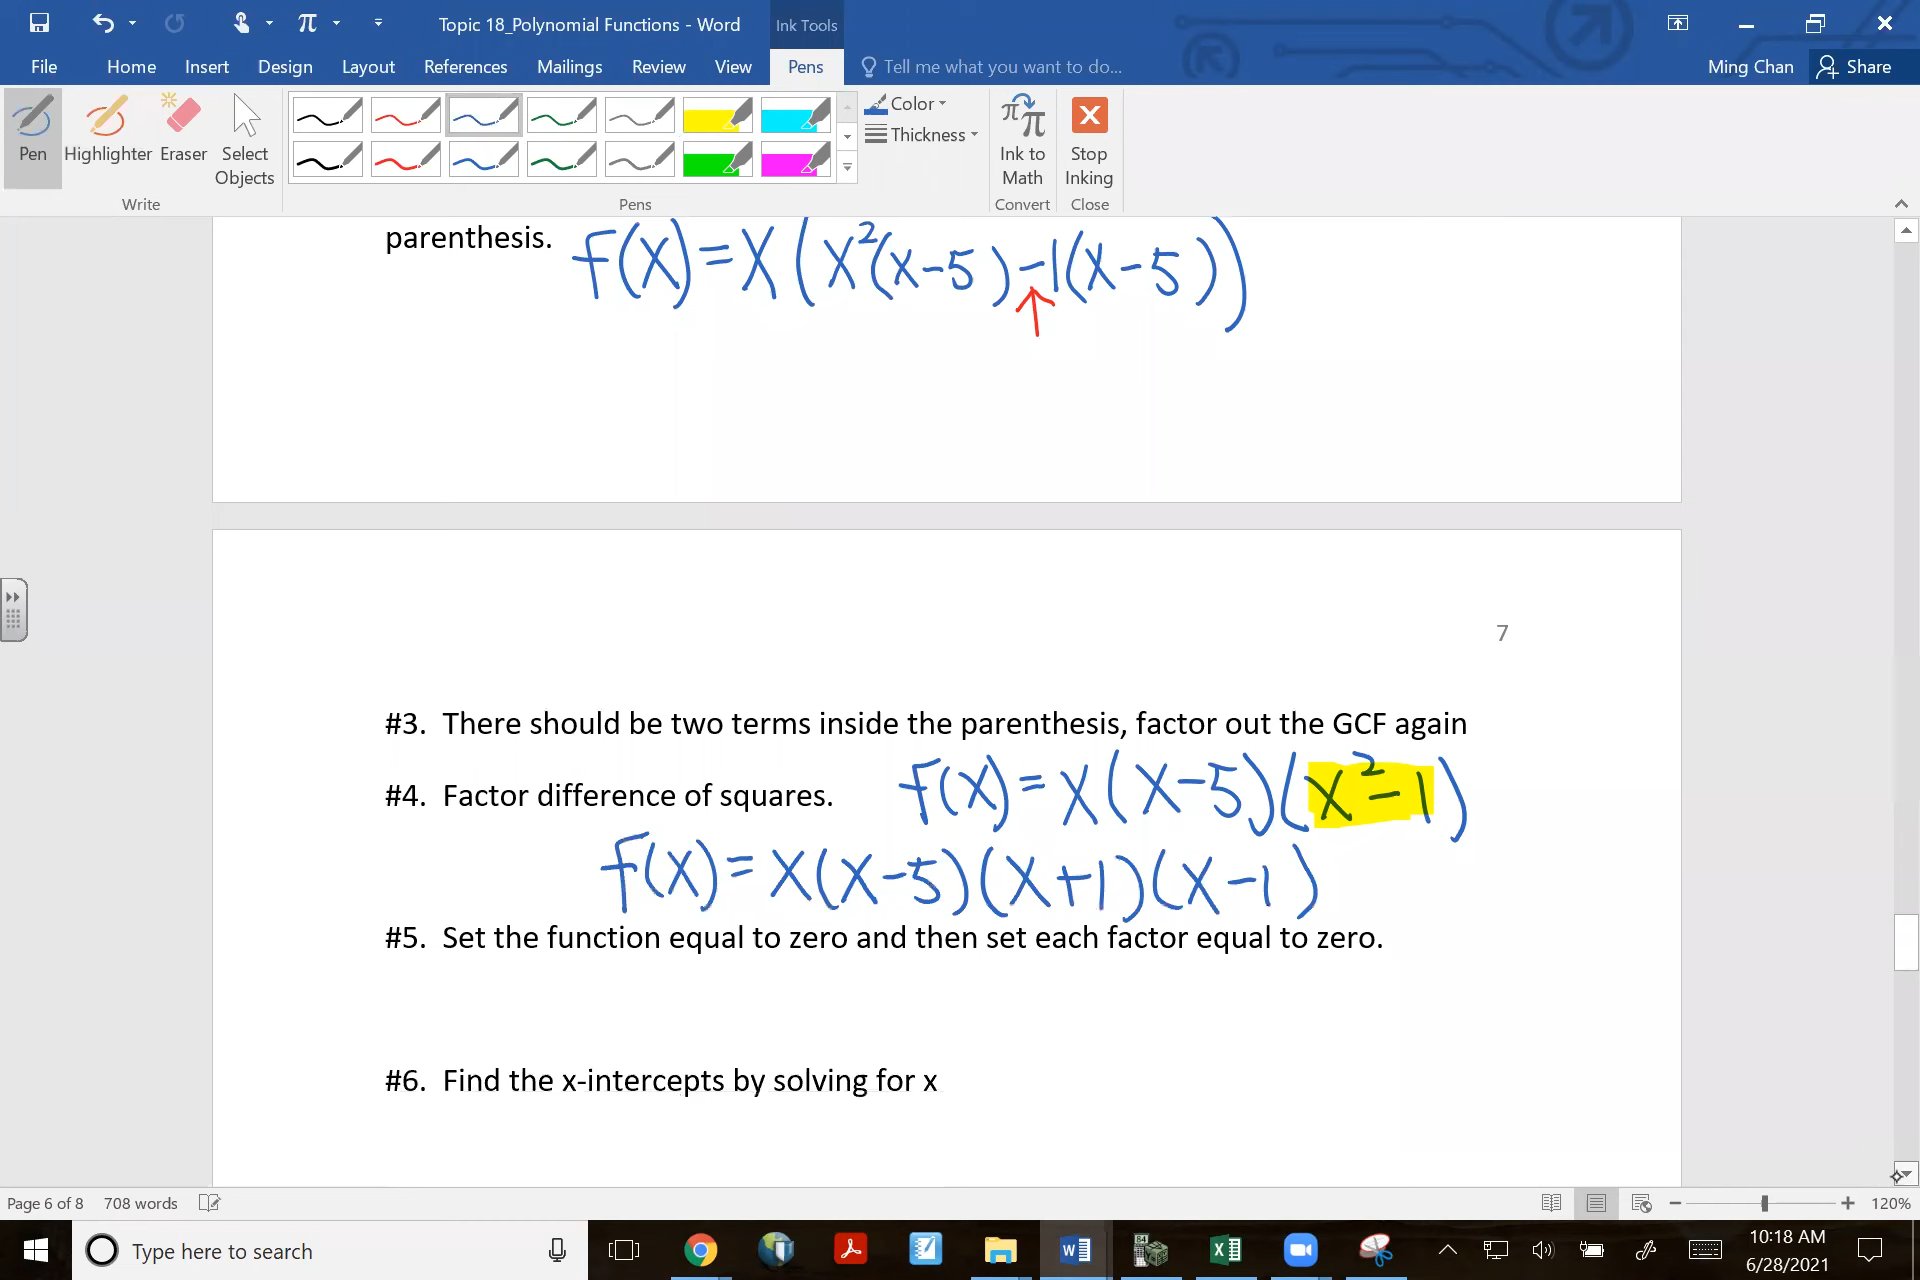 Topic 18_Polynomial Functions - Word
Ink Tools
File Home Insert Design Layout References Mailings Review View Pens Tell me what you want to do... Ming Chan Share
Pen Highlighter Eraser Select Objects
Color
Thickness
Ink to Math
Stop Inking
Write Pens Convert Close
parenthesis. f(x)=x(x²(x-5)-1(x-5))
7
#3. There should be two terms inside the parenthesis, factor out the GCF again
#4. Factor difference of squares. f(x)=x(x-5)(x²-1)
f(x)=x(x-5)(x+1)(x-1)
#5. Set the function equal to zero and then set each factor equal to zero.
#6. Find the x-intercepts by solving for x
Page 6 of 8 708 words 120%
Type here to search
10:18 AM
6/28/2021